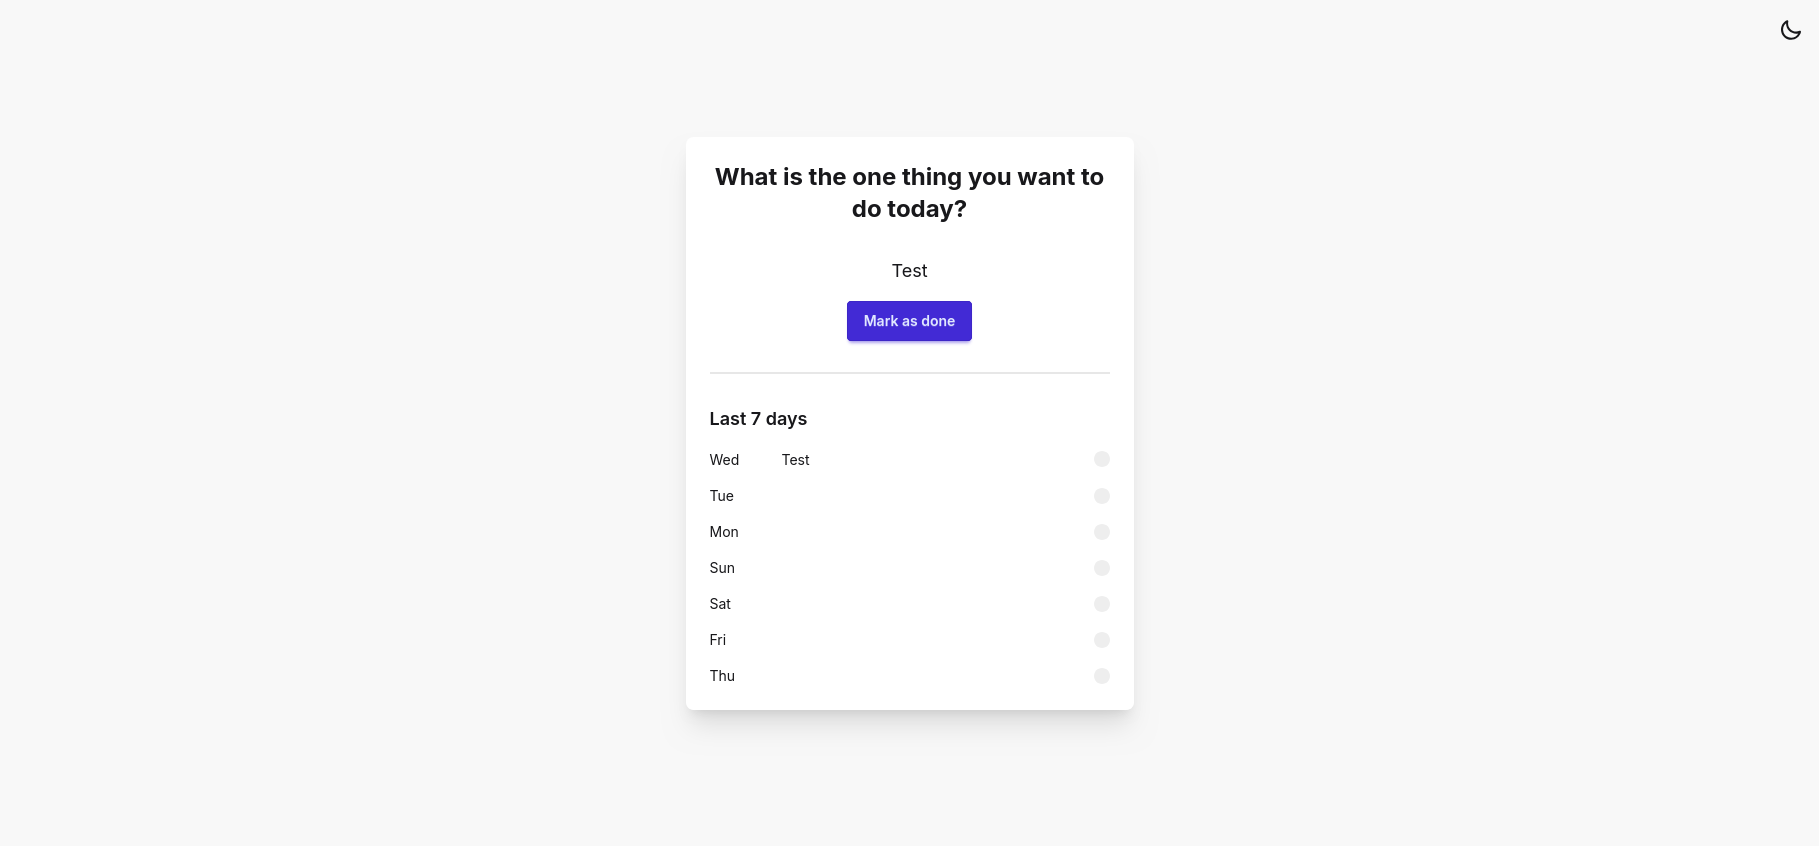 What is the one thing you want to
do today?
Test
Mark as done
Last 7 days
Wed Test
Tue
Mon
Sun
Sat
Fri
Thu